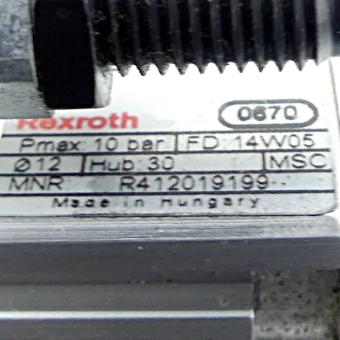 Rexroth 0670
Pmax: 10 bar FD: 14W05
Ø12 Hub: 30 MSC
MNR R412019199
Made in Hungary